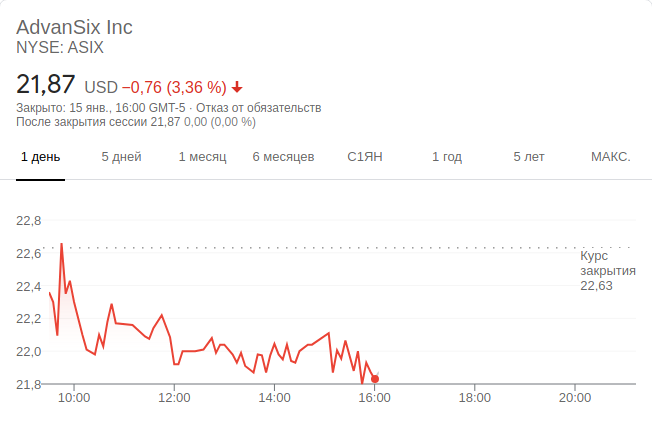 AdvanSix Inc
NYSE: ASIX
21,87 USD −0,76 (3,36 %)
Закрыто: 15 янв., 16:00 GMT-5 · Отказ от обязательств
После закрытия сессии 21,87 0,00 (0,00 %)
1 день 5 дней 1 месяц 6 месяцев С1ЯН 1 год 5 лет МАКС.
22,8
22,6
Курс
закрытия
22,4
22,63
22,2
22,0
21,8
10:00 12:00 14:00 16:00 18:00 20:00